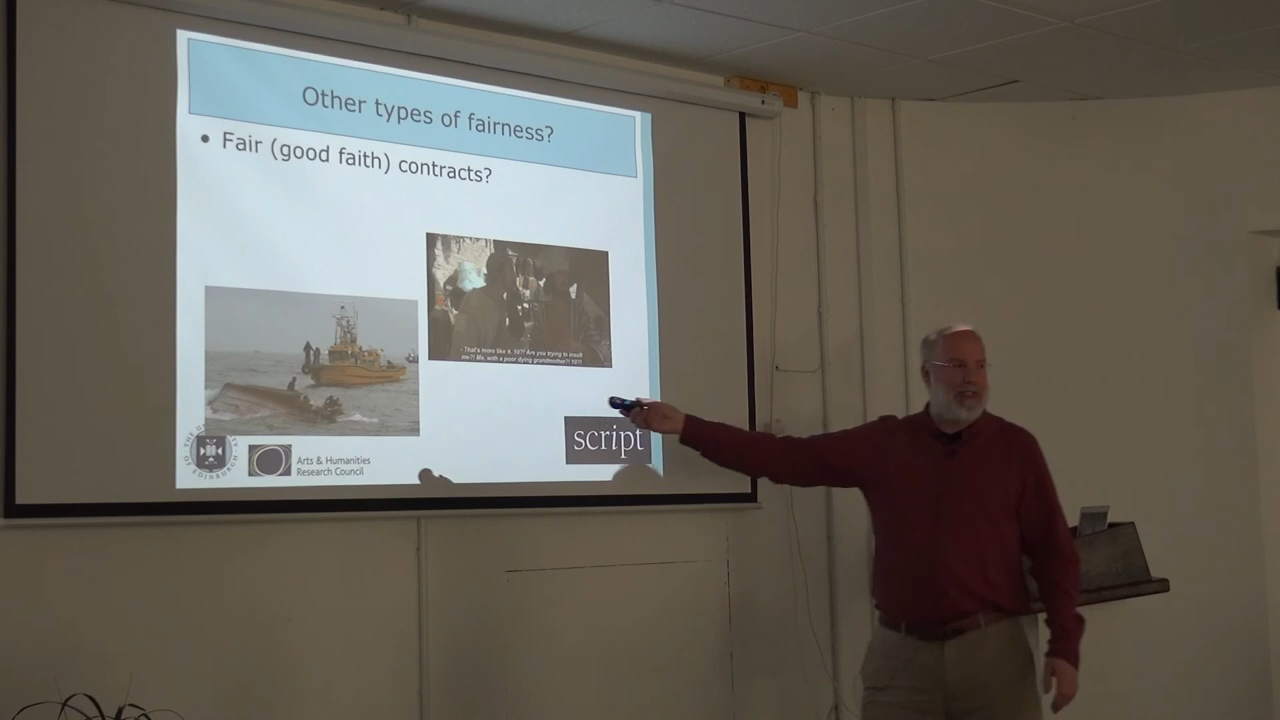 Other types of fairness?
• Fair (good faith) contracts?
- That's more like it. 10?! Are you trying to insult
me?! Me, with a poor dying grandmother?! 10?!
Arts & Humanities
Research Council
script